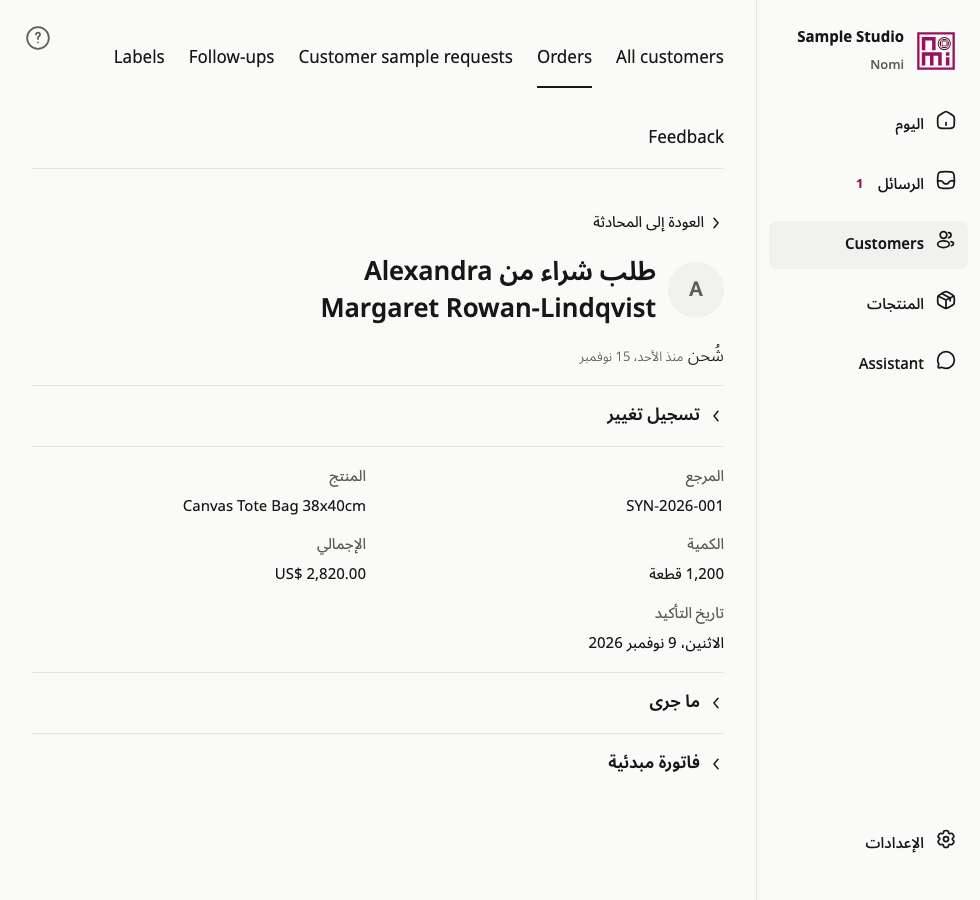 Sample Studio
Nomi
اليوم
الرسائل 1
Customers
المنتجات
Assistant
الإعدادات
All customers
Orders
Customer sample requests
Follow-ups
Labels
?
Feedback
العودة إلى المحادثة
A
طلب شراء من Alexandra
Margaret Rowan-Lindqvist
شُحن منذ الأحد، 15 نوفمبر
تسجيل تغيير
المرجع
SYN-2026-001
المنتج
Canvas Tote Bag 38x40cm
الكمية
1,200 قطعة
الإجمالي
US$ 2,820.00
تاريخ التأكيد
الاثنين، 9 نوفمبر 2026
ما جرى
فاتورة مبدئية